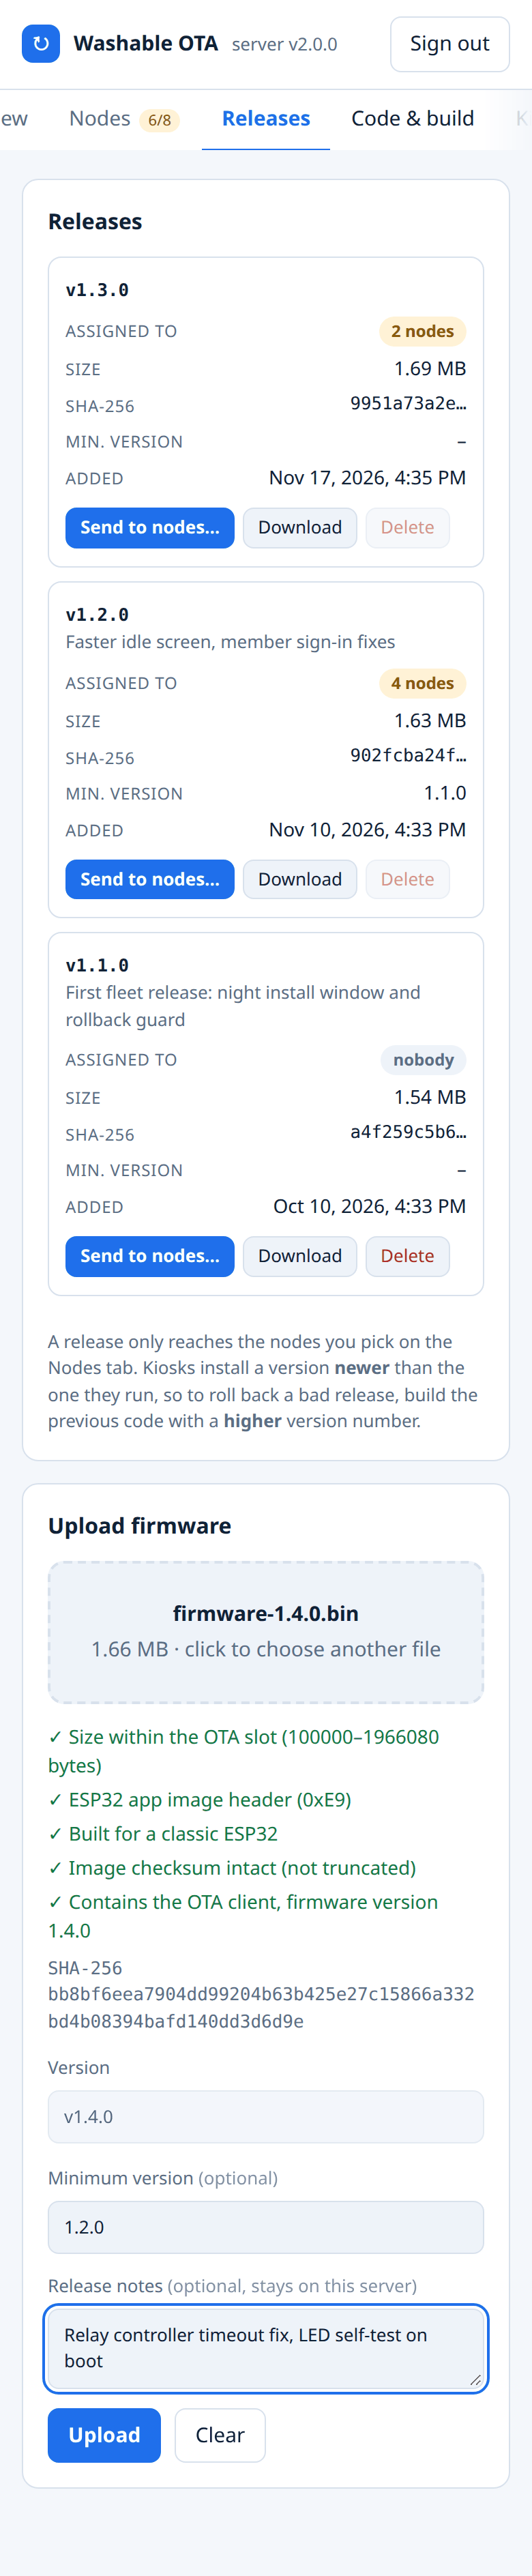 ↻ Washable OTA server v2.0.0 Sign out
ew Nodes 6/8 Releases Code & build K
Releases
v1.3.0
ASSIGNED TO 2 nodes
SIZE 1.69 MB
SHA-256 9951a73a2e…
MIN. VERSION –
ADDED Nov 17, 2026, 4:35 PM
Send to nodes… Download Delete
v1.2.0
Faster idle screen, member sign-in fixes
ASSIGNED TO 4 nodes
SIZE 1.63 MB
SHA-256 902fcba24f…
MIN. VERSION 1.1.0
ADDED Nov 10, 2026, 4:33 PM
Send to nodes… Download Delete
v1.1.0
First fleet release: night install window and
rollback guard
ASSIGNED TO nobody
SIZE 1.54 MB
SHA-256 a4f259c5b6…
MIN. VERSION –
ADDED Oct 10, 2026, 4:33 PM
Send to nodes… Download Delete
A release only reaches the nodes you pick on the
Nodes tab. Kiosks install a version newer than the
one they run, so to roll back a bad release, build the
previous code with a higher version number.
Upload firmware
firmware-1.4.0.bin
1.66 MB · click to choose another file
✓ Size within the OTA slot (100000–1966080
bytes)
✓ ESP32 app image header (0xE9)
✓ Built for a classic ESP32
✓ Image checksum intact (not truncated)
✓ Contains the OTA client, firmware version
1.4.0
SHA-256
bb8bf6eea7904dd99204b63b425e27c15866a332
bd4b08394bafd140dd3d6d9e
Version
v1.4.0
Minimum version (optional)
1.2.0
Release notes (optional, stays on this server)
Relay controller timeout fix, LED self-test on
boot
Upload Clear